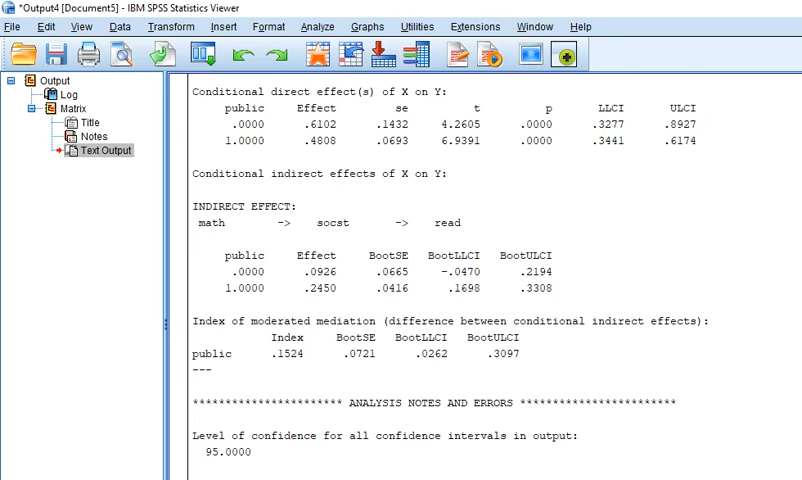 *Output4 [Document5] - IBM SPSS Statistics Viewer
File Edit View Data Transform Insert Format Analyze Graphs Utilities Extensions Window Help
Output
Log
Matrix
Title
Notes
Text Output
Conditional direct effect(s) of X on Y:
public Effect se t p LLCI ULCI
.0000 .6102 .1432 4.2605 .0000 .3277 .8927
1.0000 .4808 .0693 6.9391 .0000 .3441 .6174
Conditional indirect effects of X on Y:
INDIRECT EFFECT:
math -> socst -> read
public Effect BootSE BootLLCI BootULCI
.0000 .0926 .0665 -.0470 .2194
1.0000 .2450 .0416 .1698 .3308
Index of moderated mediation (difference between conditional indirect effects):
Index BootSE BootLLCI BootULCI
public .1524 .0721 .0262 .3097
---
*********************** ANALYSIS NOTES AND ERRORS ************************
Level of confidence for all confidence intervals in output:
95.0000